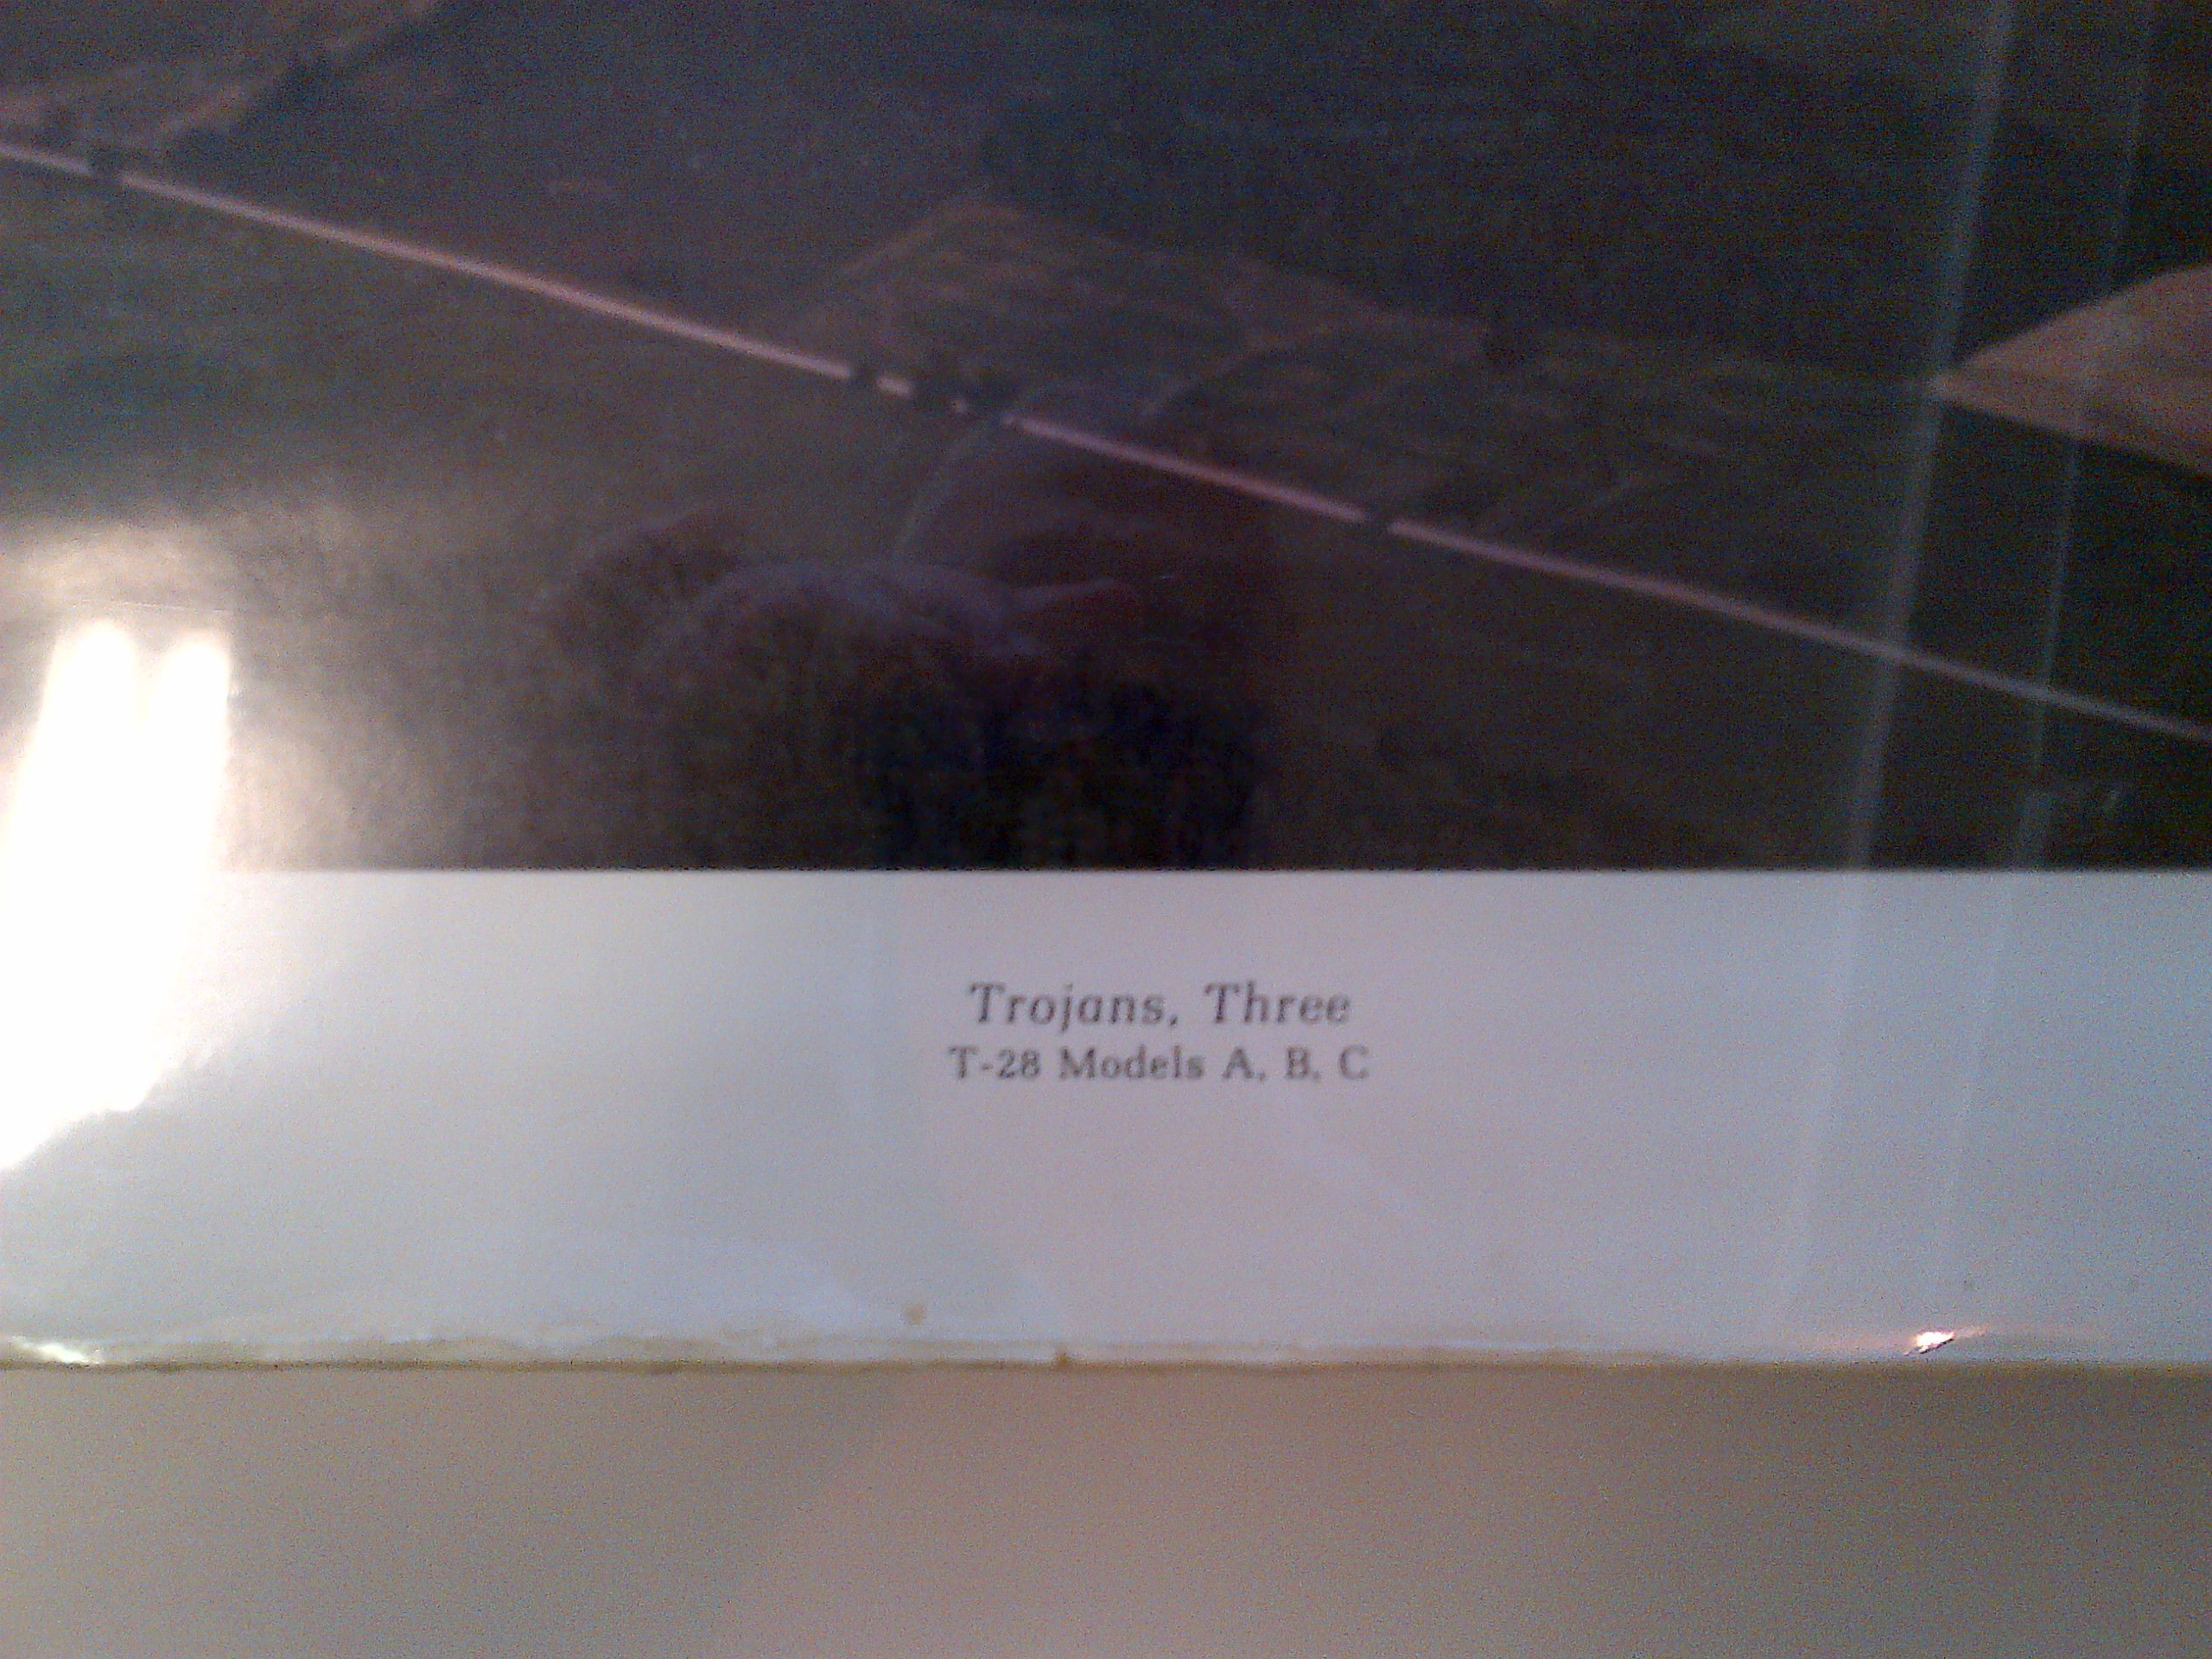 Trojans, Three
T-28 Models A, B, C